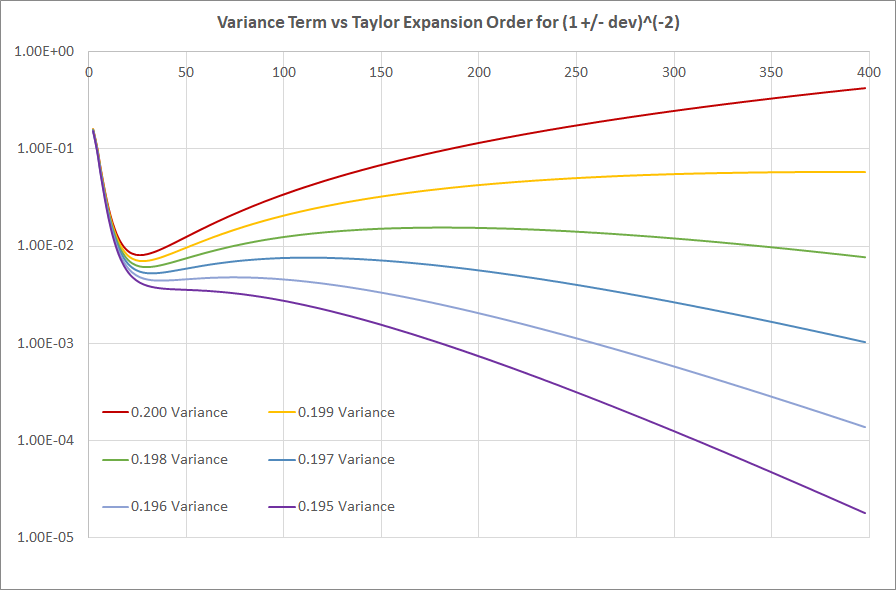 Variance Term vs Taylor Expansion Order for (1 +/- dev)^(-2)
1.00E+00
0 50 100 150 200 250 300 350 400
1.00E-01
1.00E-02
1.00E-03
0.200 Variance 0.199 Variance
1.00E-04
0.198 Variance 0.197 Variance
0.196 Variance 0.195 Variance
1.00E-05